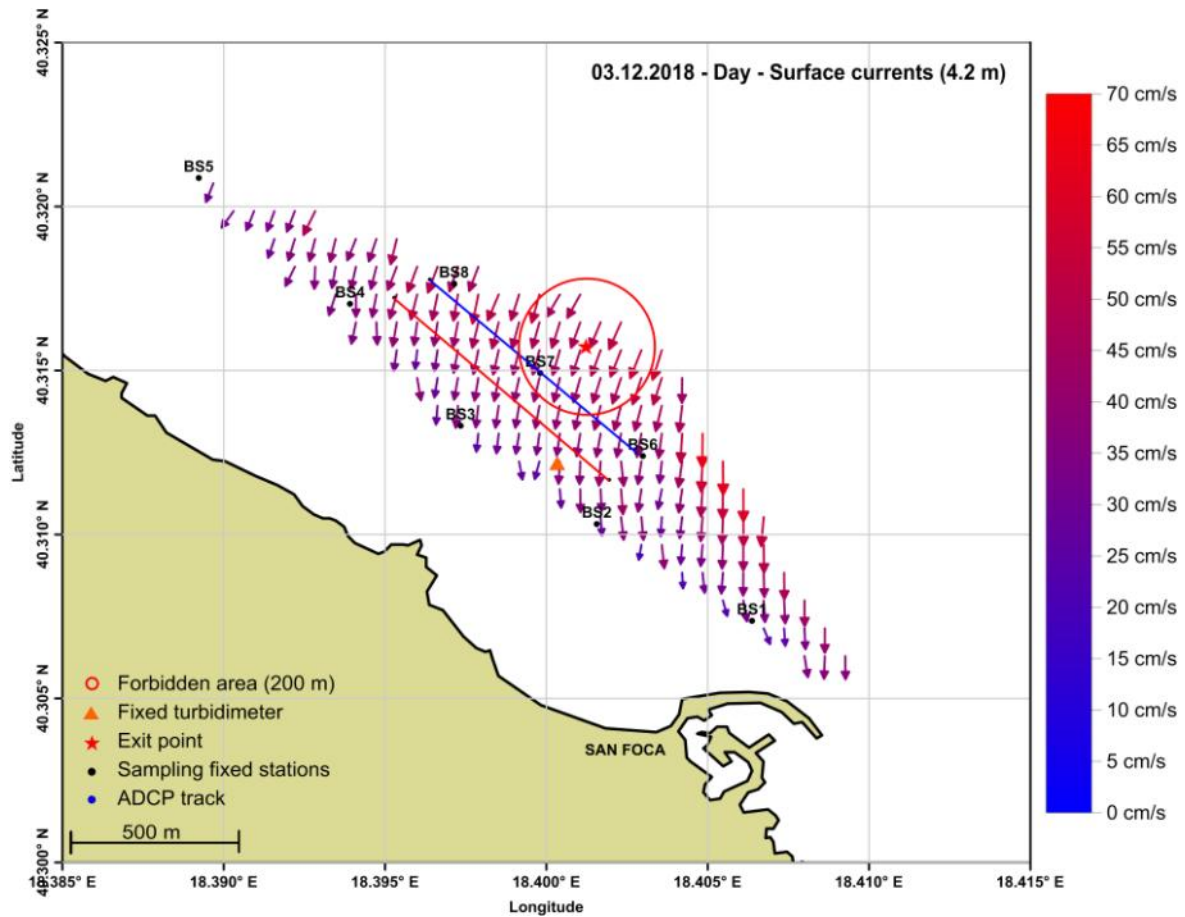 03.12.2018 - Day - Surface currents (4.2 m)
40.325° N
40.320° N
40.315° N
40.310° N
40.305° N
40.300° N
Latitude
BS5
BS8
BS4
BS7
BS3
BS6
BS2
BS1
SAN FOCA
Forbidden area (200 m)
Fixed turbidimeter
Exit point
Sampling fixed stations
ADCP track
500 m
18.385° E
18.390° E
18.395° E
18.400° E
18.405° E
18.410° E
18.415° E
Longitude
70 cm/s
65 cm/s
60 cm/s
55 cm/s
50 cm/s
45 cm/s
40 cm/s
35 cm/s
30 cm/s
25 cm/s
20 cm/s
15 cm/s
10 cm/s
5 cm/s
0 cm/s